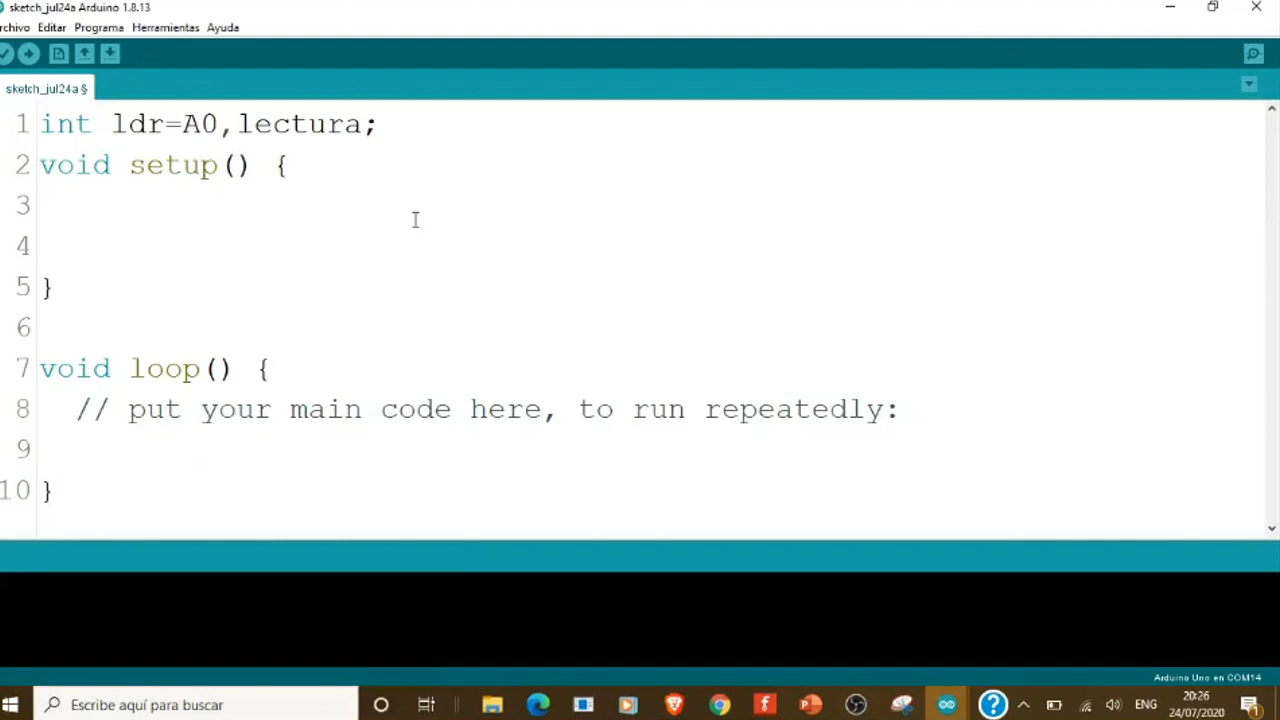 sketch_jul24a Arduino 1.8.13
rchivo Editar Programa Herramientas Ayuda
sketch_jul24a §
1 int ldr=A0,lectura;
2 void setup() {
3
4
5 }
6
7 void loop() {
8 // put your main code here, to run repeatedly:
9
10 }
Arduino Uno en COM14
Escribe aquí para buscar
ENG
20:26
24/07/2020
1